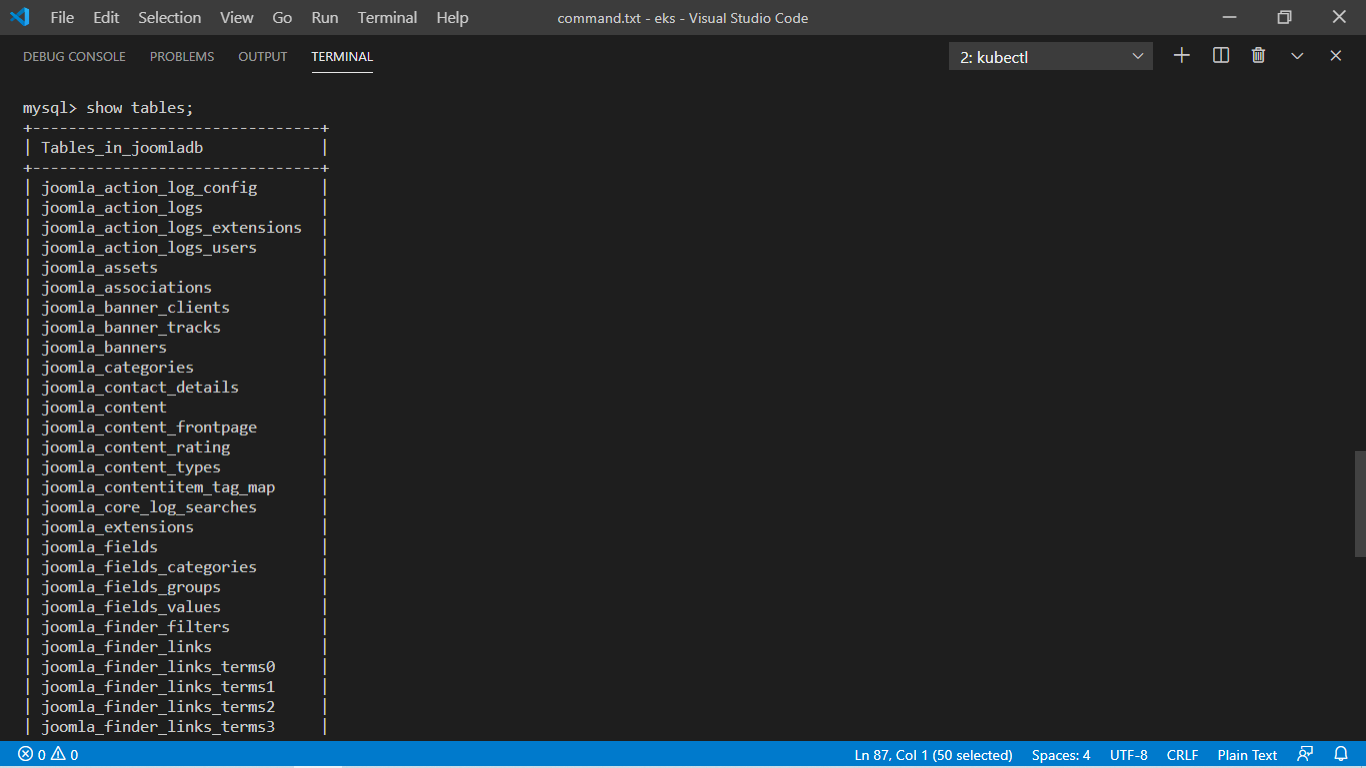 File Edit Selection View Go Run Terminal Help command.txt - eks - Visual Studio Code
DEBUG CONSOLE PROBLEMS OUTPUT TERMINAL 2: kubectl
mysql> show tables;
+--------------------------------+
| Tables_in_joomladb |
+--------------------------------+
| joomla_action_log_config |
| joomla_action_logs |
| joomla_action_logs_extensions |
| joomla_action_logs_users |
| joomla_assets |
| joomla_associations |
| joomla_banner_clients |
| joomla_banner_tracks |
| joomla_banners |
| joomla_categories |
| joomla_contact_details |
| joomla_content |
| joomla_content_frontpage |
| joomla_content_rating |
| joomla_content_types |
| joomla_contentitem_tag_map |
| joomla_core_log_searches |
| joomla_extensions |
| joomla_fields |
| joomla_fields_categories |
| joomla_fields_groups |
| joomla_fields_values |
| joomla_finder_filters |
| joomla_finder_links |
| joomla_finder_links_terms0 |
| joomla_finder_links_terms1 |
| joomla_finder_links_terms2 |
| joomla_finder_links_terms3 |
0 0 Ln 87, Col 1 (50 selected) Spaces: 4 UTF-8 CRLF Plain Text